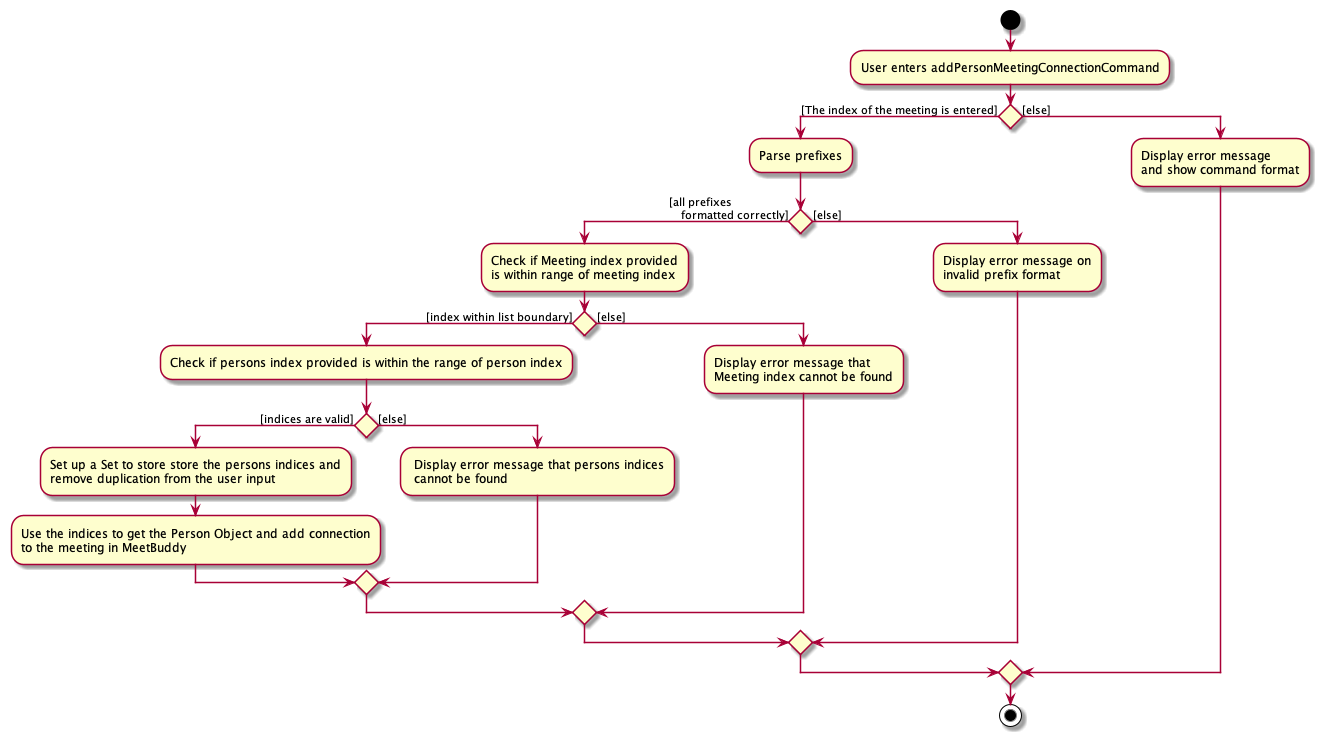 User enters addPersonMeetingConnectionCommand
[The index of the meeting is entered]
[else]
Parse prefixes
Display error message
and show command format
[all prefixes
formatted correctly]
[else]
Check if Meeting index provided
is within range of meeting index
Display error message on
invalid prefix format
[index within list boundary]
[else]
Check if persons index provided is within the range of person index
Display error message that
Meeting index cannot be found
[indices are valid]
[else]
Set up a Set to store store the persons indices and
remove duplication from the user input
Display error message that persons indices
cannot be found
Use the indices to get the Person Object and add connection
to the meeting in MeetBuddy